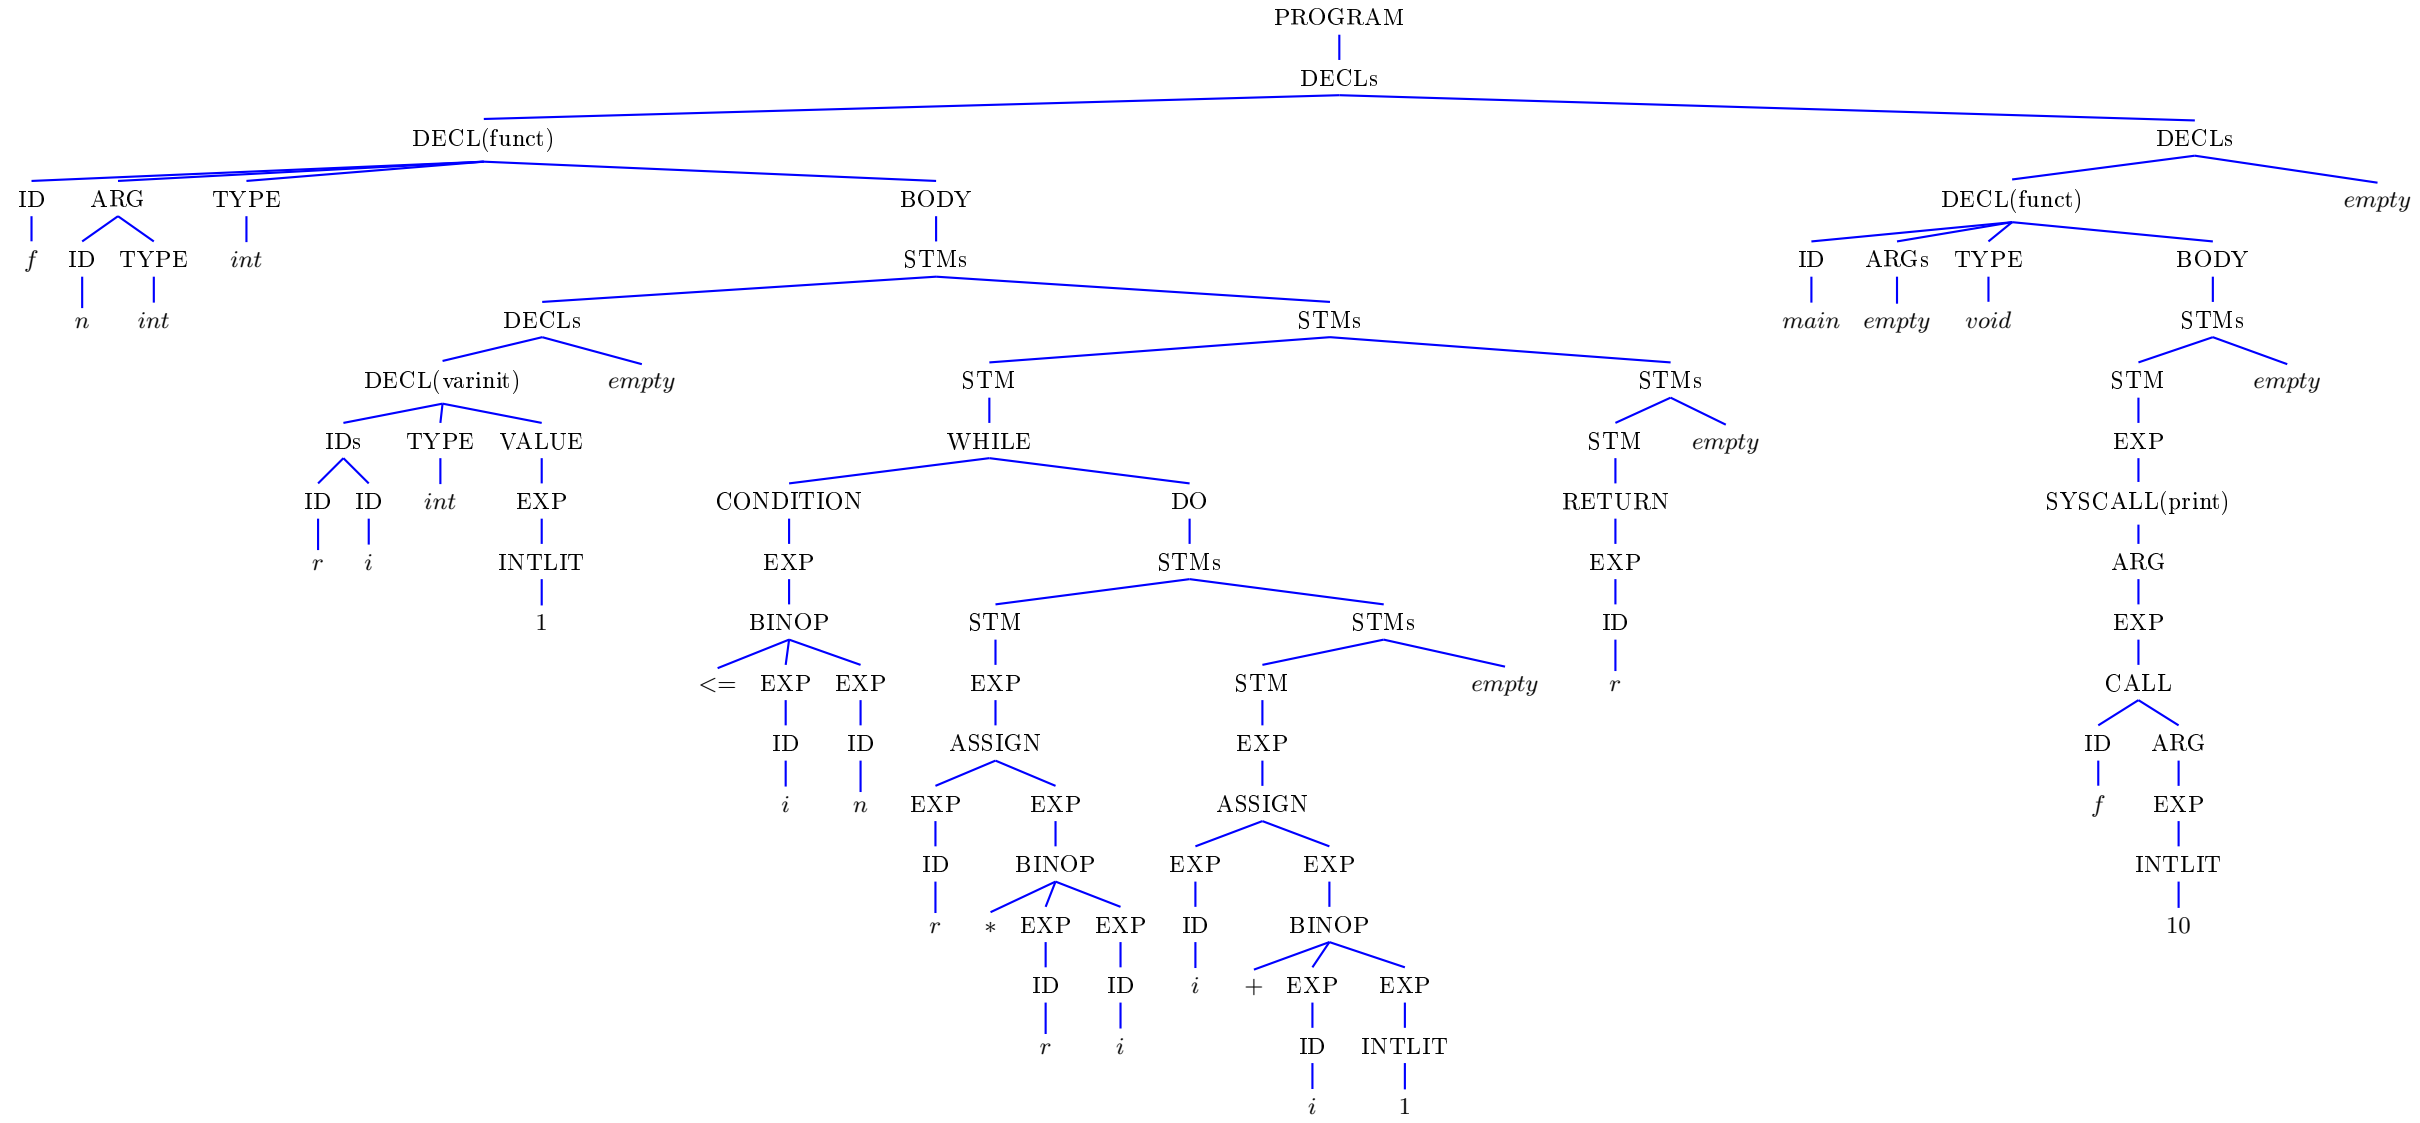 PROGRAM
DECLs
DECL(funct) DECLs
ID ARG TYPE BODY DECL(funct) empty
f ID TYPE int STMs ID ARGs TYPE BODY
n int DECLs STMs main empty void STMs
DECL(varinit) empty STM STMs STM empty
IDs TYPE VALUE WHILE STM empty EXP
ID ID int EXP CONDITION DO RETURN SYSCALL(print)
r i INTLIT EXP STMs EXP ARG
1 BINOP STM STMs ID EXP
<= EXP EXP EXP STM empty r CALL
ID ID ASSIGN EXP ID ARG
i n EXP EXP ASSIGN f EXP
ID BINOP EXP EXP INTLIT
r * EXP EXP ID BINOP 10
ID ID i + EXP EXP
r i ID INTLIT
i 1